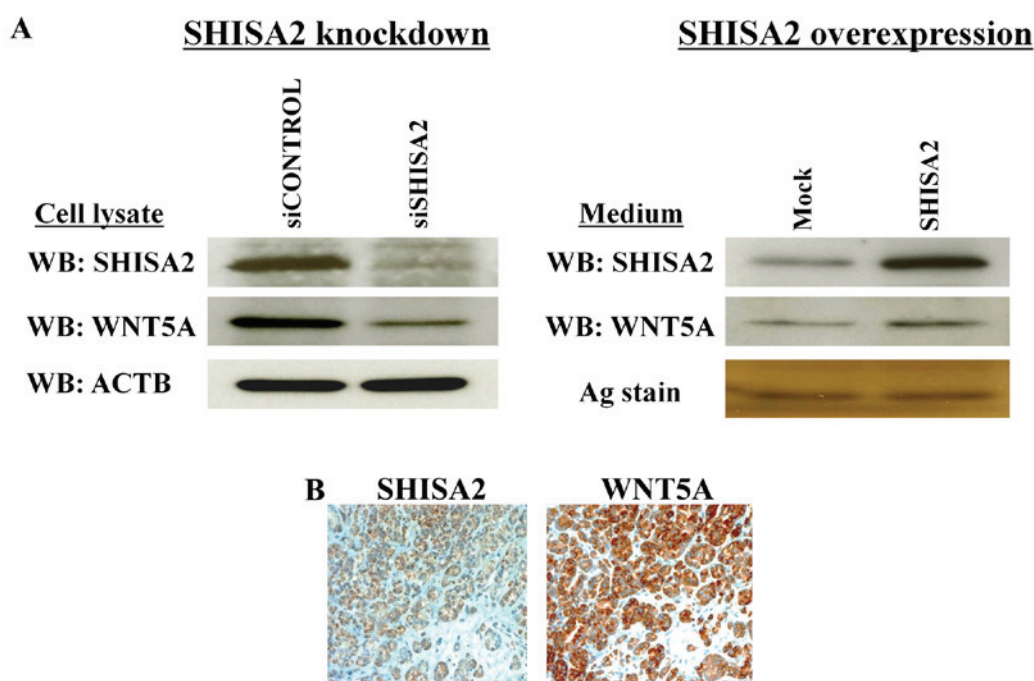 A
SHISA2 knockdown
SHISA2 overexpression
siCONTROL
siSHISA2
Mock
SHISA2
Cell lysate
Medium
WB: SHISA2
WB: SHISA2
WB: WNT5A
WB: WNT5A
WB: ACTB
Ag stain
B
SHISA2
WNT5A